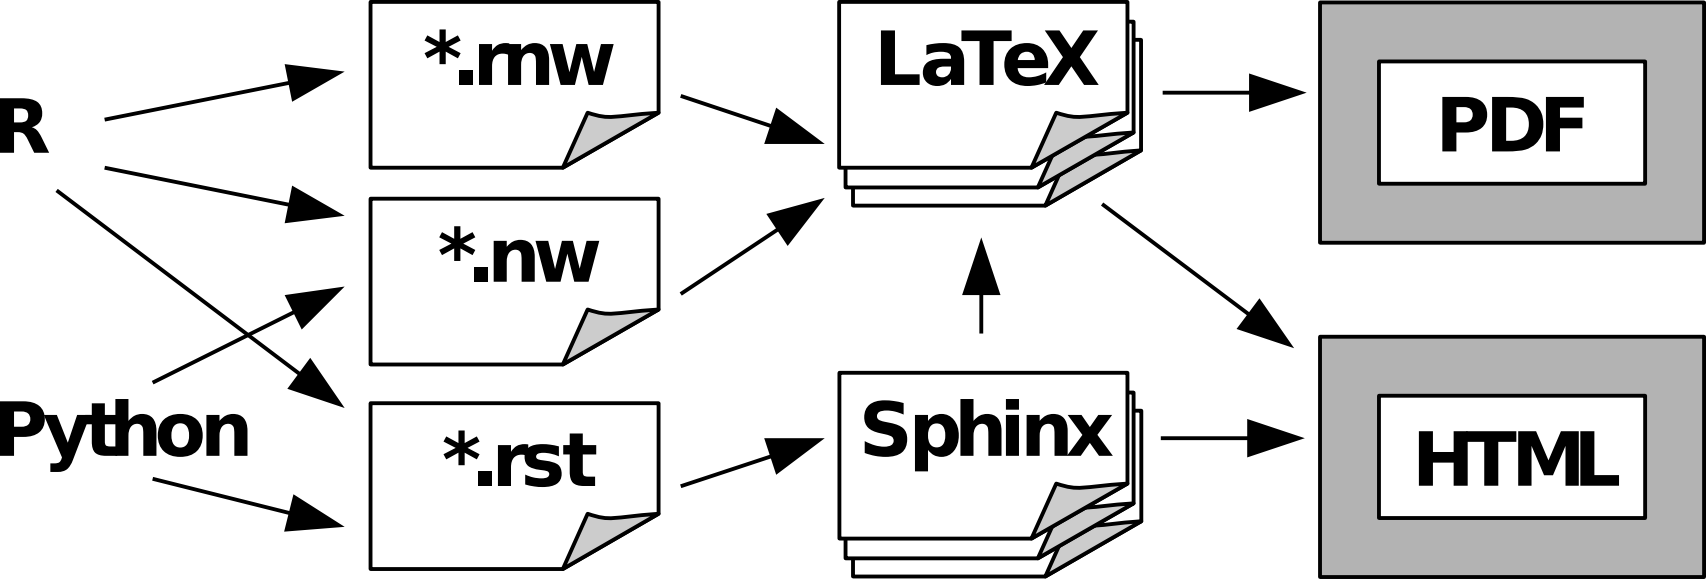 R
Python
*.rnw
*.nw
*.rst
LaTeX
Sphinx
PDF
HTML